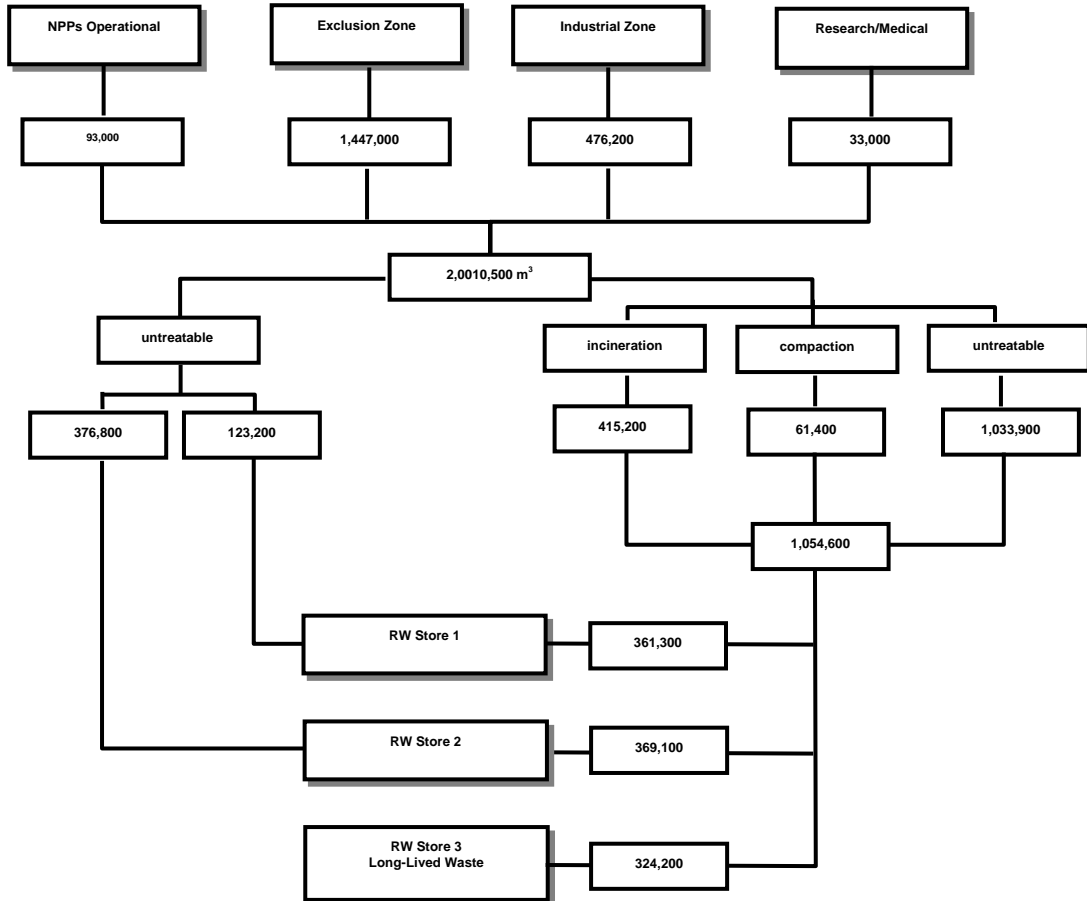 NPPs Operational
Exclusion Zone
Industrial Zone
Research/Medical
93,000
1,447,000
476,200
33,000
2,0010,500 m³
untreatable
incineration
compaction
untreatable
376,800
123,200
415,200
61,400
1,033,900
1,054,600
RW Store 1
361,300
RW Store 2
369,100
RW Store 3
Long-Lived Waste
324,200